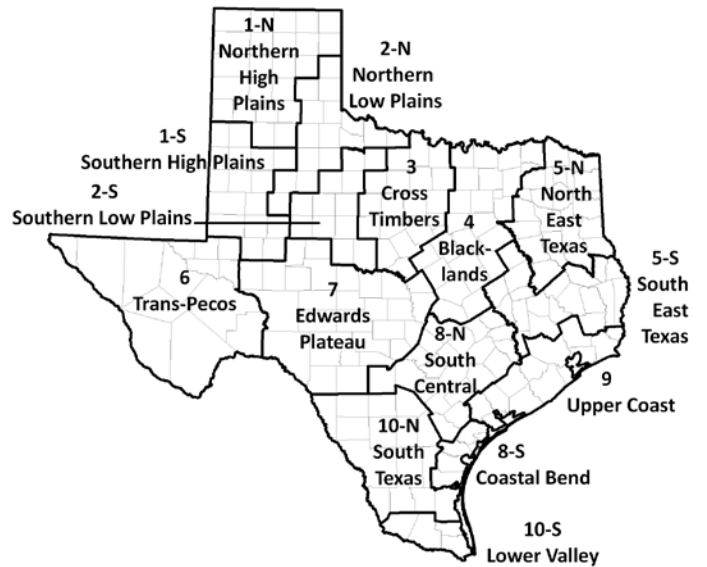 1-N
Northern
High
Plains
2-N
Northern
Low Plains
1-S
Southern High Plains
2-S
Southern Low Plains
3
Cross
Timbers
4
Black-
lands
5-N
North
East
Texas
5-S
South
East
Texas
6
Trans-Pecos
7
Edwards
Plateau
8-N
South
Central
9
Upper Coast
10-N
South
Texas
8-S
Coastal Bend
10-S
Lower Valley